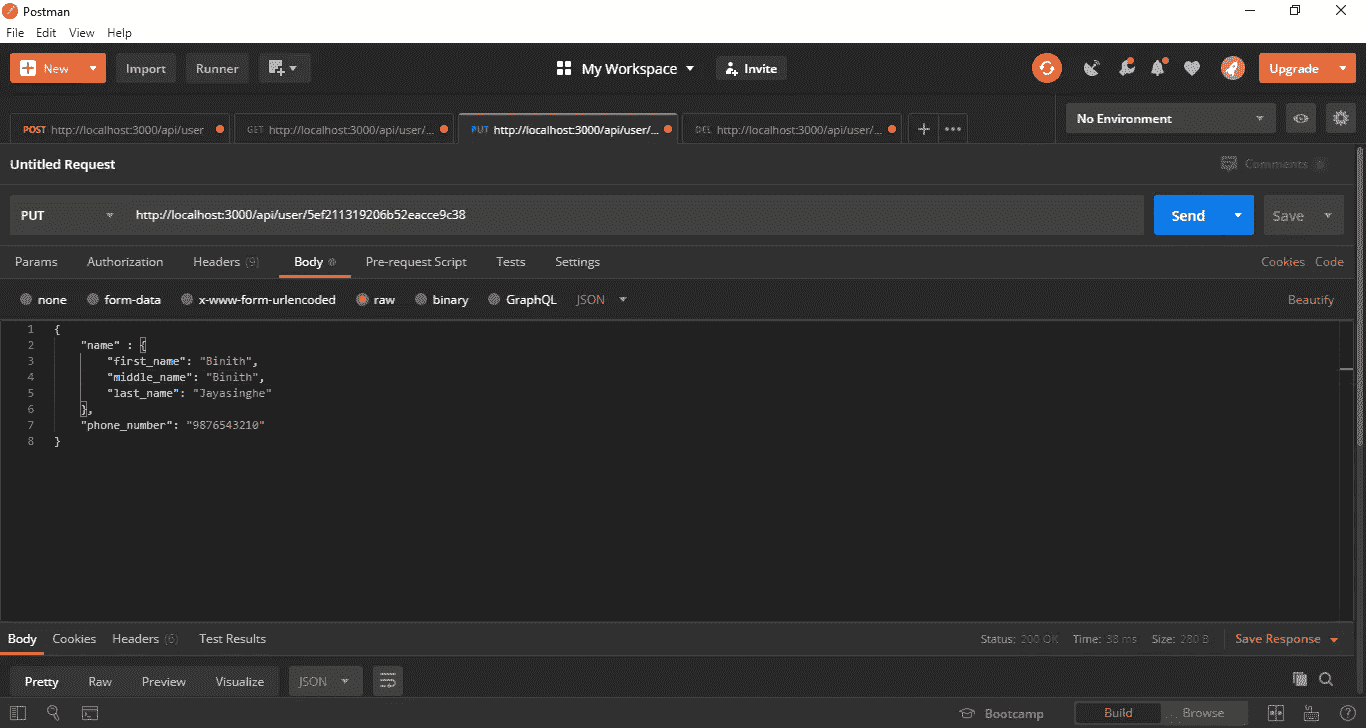 Postman
File Edit View Help
New Import Runner My Workspace Invite Upgrade
POST http://localhost:3000/api/user GET http://localhost:3000/api/user/... PUT http://localhost:3000/api/user/... DEL http://localhost:3000/api/user/... + ••• No Environment
Untitled Request Comments 0
PUT http://localhost:3000/api/user/5ef211319206b52eacce9c38 Send Save
Params Authorization Headers (9) Body Pre-request Script Tests Settings Cookies Code
none form-data x-www-form-urlencoded raw binary GraphQL JSON Beautify
1 {
2 "name" : {
3 "first_name": "Binith",
4 "middle_name": "Binith",
5 "last_name": "Jayasinghe"
6 },
7 "phone_number": "9876543210"
8 }
Body Cookies Headers (6) Test Results Status: 200 OK Time: 38 ms Size: 280 B Save Response
Pretty Raw Preview Visualize JSON
Bootcamp Build Browse